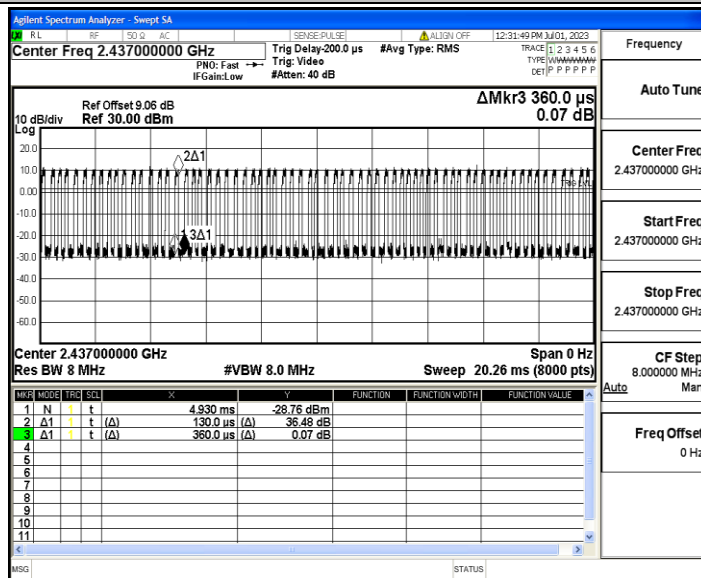 Agilent Spectrum Analyzer - Swept SA
RL RF 50 Ω AC SENSE:PULSE ALIGN OFF 12:31:49 PM Jul 01, 2023
Center Freq 2.437000000 GHz
PNO: Fast
IFGain:Low
Trig Delay-200.0 µs
Trig: Video
#Atten: 40 dB
#Avg Type: RMS
TRACE 1 2 3 4 5 6
TYPE
DET P P P P P P
Frequency
Auto Tune
ΔMkr3 360.0 µs
0.07 dB
Ref Offset 9.06 dB
10 dB/div Ref 30.00 dBm
Log
20.0
10.0
0.00
-10.0
-20.0
-30.0
-40.0
-50.0
-60.0
2Δ1
1 3Δ1
TRIG LVL
Center Freq
2.437000000 GHz
Start Freq
2.437000000 GHz
Stop Freq
2.437000000 GHz
Center 2.437000000 GHz Span 0 Hz
Res BW 8 MHz #VBW 8.0 MHz Sweep 20.26 ms (8000 pts)
CF Step
8.000000 MHz
Auto Man
Freq Offset
0 Hz
MKR MODE TRC SCL X Y FUNCTION FUNCTION WIDTH FUNCTION VALUE
1 N t 4.930 ms -28.76 dBm
2 Δ1 t (Δ) 130.0 µs (Δ) 36.48 dB
3 Δ1 t (Δ) 360.0 µs (Δ) 0.07 dB
4
5
6
7
8
9
10
11
MSG STATUS